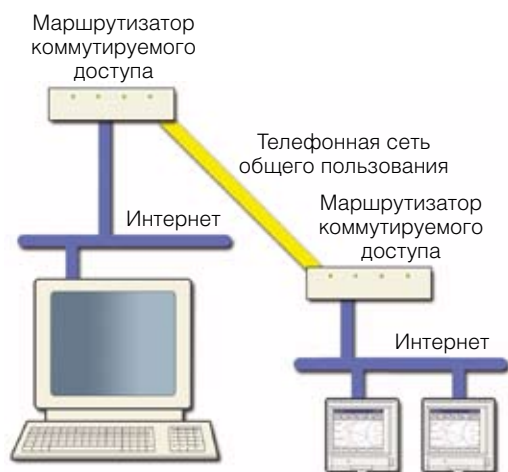 Маршрутизатор
коммутируемого
доступа
Телефонная сеть
общего пользования
Маршрутизатор
коммутируемого
доступа
Интернет
Интернет